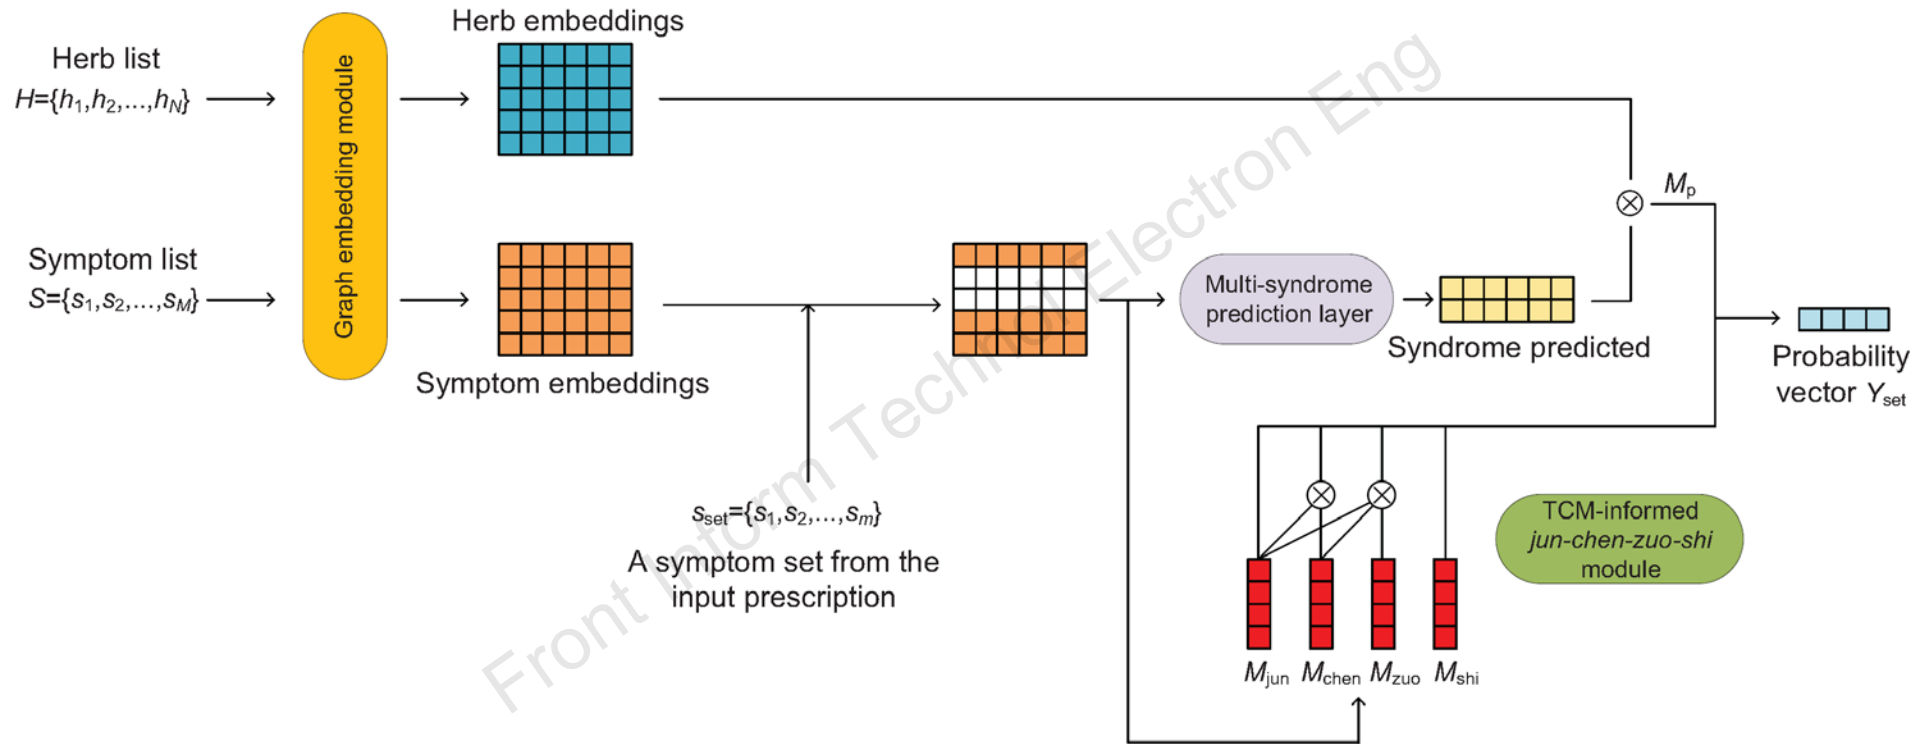 Herb list
H={h1,h2,...,hN}
Graph embedding module
Herb embeddings
Symptom list
S={s1,s2,...,sM}
Symptom embeddings
sset={s1,s2,...,sm}
A symptom set from the
input prescription
Multi-syndrome
prediction layer
Syndrome predicted
Mp
Probability
vector Yset
TCM-informed
jun-chen-zuo-shi
module
Mjun Mchen Mzuo Mshi
Front Inform Technol Electron Eng